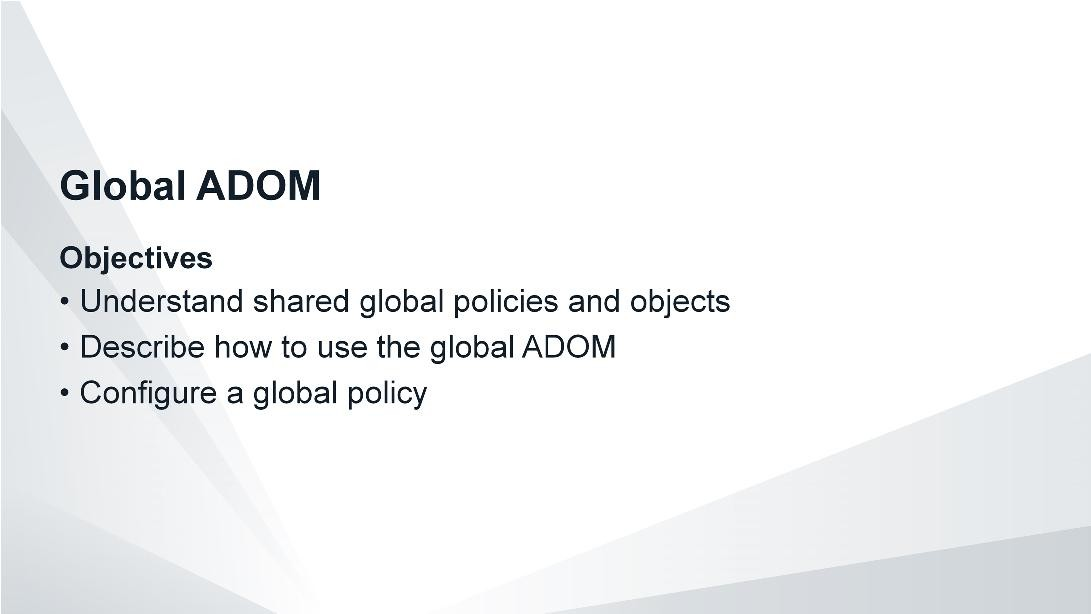 Global ADOM
Objectives
• Understand shared global policies and objects
• Describe how to use the global ADOM
• Configure a global policy